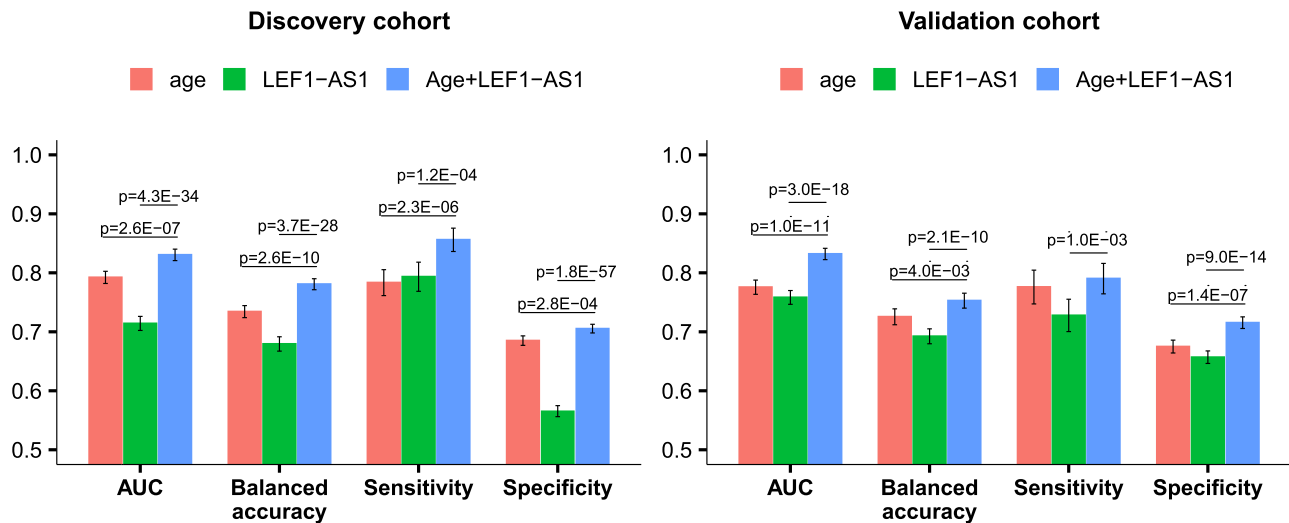 Discovery cohort
age LEF1−AS1 Age+LEF1−AS1
1.0
0.9
0.8
0.7
0.6
0.5
p=4.3E−34
p=2.6E−07
p=3.7E−28
p=2.6E−10
p=1.2E−04
p=2.3E−06
p=1.8E−57
p=2.8E−04
AUC
Balanced
accuracy
Sensitivity
Specificity
Validation cohort
age LEF1−AS1 Age+LEF1−AS1
1.0
0.9
0.8
0.7
0.6
0.5
p=3.0E−18
p=1.0E−11
p=2.1E−10
p=4.0E−03
p=1.0E−03
p=9.0E−14
p=1.4E−07
AUC
Balanced
accuracy
Sensitivity
Specificity